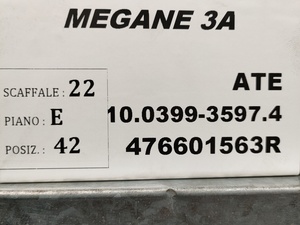 MEGANE 3A
SCAFFALE : 22
PIANO : E
POSIZ. : 42
ATE
10.0399-3597.4
476601563R